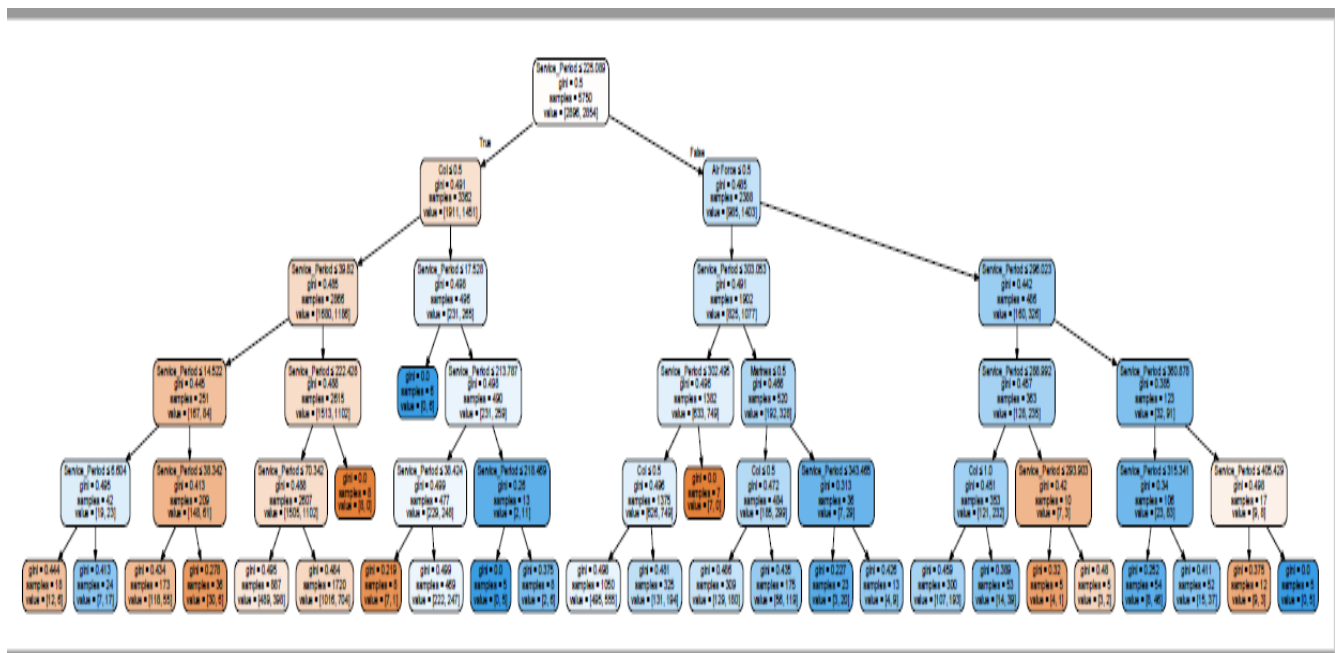 Service_Period ≤ 225.089
gini = 0.5
samples = 5750
value = [2896, 2854]
True
False
Col ≤ 0.5
gini = 0.491
samples = 3362
value = [1911, 1451]
Air Force ≤ 0.5
gini = 0.485
samples = 2388
value = [985, 1403]
Service_Period ≤ 39.82
gini = 0.485
samples = 2866
value = [1680, 1186]
Service_Period ≤ 17.528
gini = 0.498
samples = 496
value = [231, 265]
Service_Period ≤ 303.053
gini = 0.491
samples = 1902
value = [825, 1077]
Service_Period ≤ 296.023
gini = 0.442
samples = 486
value = [160, 326]
Service_Period ≤ 14.522
gini = 0.445
samples = 251
value = [167, 84]
Service_Period ≤ 222.428
gini = 0.488
samples = 2615
value = [1513, 1102]
gini = 0.0
samples = 6
value = [0, 6]
Service_Period ≤ 213.787
gini = 0.498
samples = 490
value = [231, 259]
Service_Period ≤ 302.495
gini = 0.496
samples = 1382
value = [633, 749]
Marines ≤ 0.5
gini = 0.466
samples = 520
value = [192, 328]
Service_Period ≤ 288.992
gini = 0.457
samples = 363
value = [128, 235]
Service_Period ≤ 360.878
gini = 0.385
samples = 123
value = [32, 91]
Service_Period ≤ 6.604
gini = 0.495
samples = 42
value = [19, 23]
Service_Period ≤ 38.342
gini = 0.413
samples = 209
value = [148, 61]
Service_Period ≤ 70.342
gini = 0.488
samples = 2607
value = [1505, 1102]
gini = 0.0
samples = 8
value = [8, 0]
Service_Period ≤ 38.424
gini = 0.499
samples = 477
value = [229, 248]
Service_Period ≤ 218.469
gini = 0.26
samples = 13
value = [2, 11]
Col ≤ 0.5
gini = 0.496
samples = 1375
value = [626, 749]
gini = 0.0
samples = 7
value = [7, 0]
Col ≤ 0.5
gini = 0.472
samples = 484
value = [185, 299]
Service_Period ≤ 343.465
gini = 0.313
samples = 36
value = [7, 29]
Col ≤ 1.0
gini = 0.451
samples = 353
value = [121, 232]
Service_Period ≤ 293.903
gini = 0.42
samples = 10
value = [7, 3]
Service_Period ≤ 315.341
gini = 0.34
samples = 106
value = [23, 83]
Service_Period ≤ 405.429
gini = 0.498
samples = 17
value = [9, 8]
gini = 0.444
samples = 18
value = [12, 6]
gini = 0.413
samples = 24
value = [7, 17]
gini = 0.434
samples = 173
value = [118, 55]
gini = 0.278
samples = 36
value = [30, 6]
gini = 0.495
samples = 887
value = [489, 398]
gini = 0.484
samples = 1720
value = [1016, 704]
gini = 0.219
samples = 8
value = [7, 1]
gini = 0.499
samples = 469
value = [222, 247]
gini = 0.0
samples = 5
value = [0, 5]
gini = 0.375
samples = 8
value = [2, 6]
gini = 0.498
samples = 1050
value = [495, 555]
gini = 0.481
samples = 325
value = [131, 194]
gini = 0.486
samples = 309
value = [129, 180]
gini = 0.435
samples = 175
value = [56, 119]
gini = 0.227
samples = 23
value = [3, 20]
gini = 0.426
samples = 13
value = [4, 9]
gini = 0.459
samples = 300
value = [107, 193]
gini = 0.389
samples = 53
value = [14, 39]
gini = 0.32
samples = 5
value = [4, 1]
gini = 0.48
samples = 5
value = [3, 2]
gini = 0.252
samples = 54
value = [8, 46]
gini = 0.411
samples = 52
value = [15, 37]
gini = 0.375
samples = 12
value = [9, 3]
gini = 0.0
samples = 5
value = [0, 5]